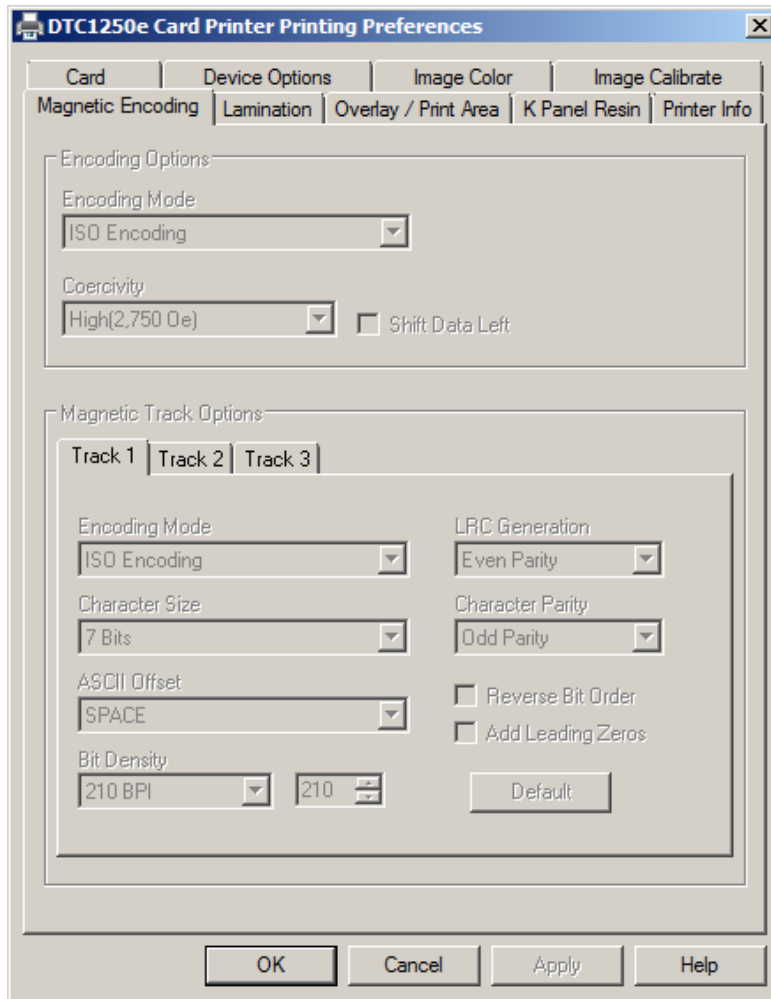 DTC1250e Card Printer Printing Preferences
Card Device Options Image Color Image Calibrate
Magnetic Encoding Lamination Overlay / Print Area K Panel Resin Printer Info
Encoding Options
Encoding Mode
ISO Encoding
Coercivity
High(2,750 Oe) Shift Data Left
Magnetic Track Options
Track 1 Track 2 Track 3
Encoding Mode LRC Generation
ISO Encoding Even Parity
Character Size Character Parity
7 Bits Odd Parity
ASCII Offset
SPACE Reverse Bit Order
Add Leading Zeros
Bit Density
210 BPI 210 Default
OK Cancel Apply Help